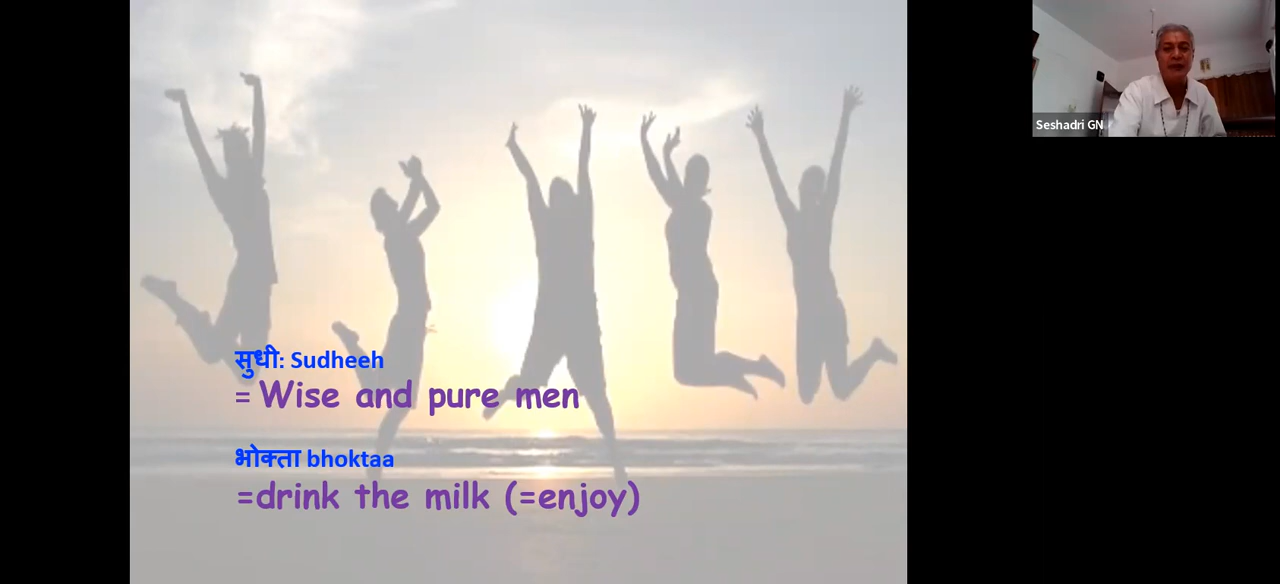 सुधी: Sudheeh
= Wise and pure men
भोक्ता bhoktaa
=drink the milk (=enjoy)
Seshadri GN